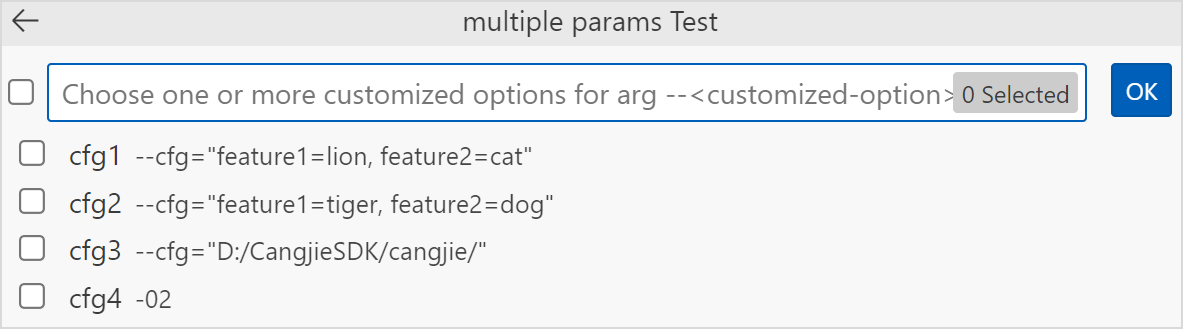 multiple params Test
Choose one or more customized options for arg --<customized-option> 0 Selected OK
cfg1 --cfg="feature1=lion, feature2=cat"
cfg2 --cfg="feature1=tiger, feature2=dog"
cfg3 --cfg="D:/CangjieSDK/cangjie/"
cfg4 -02